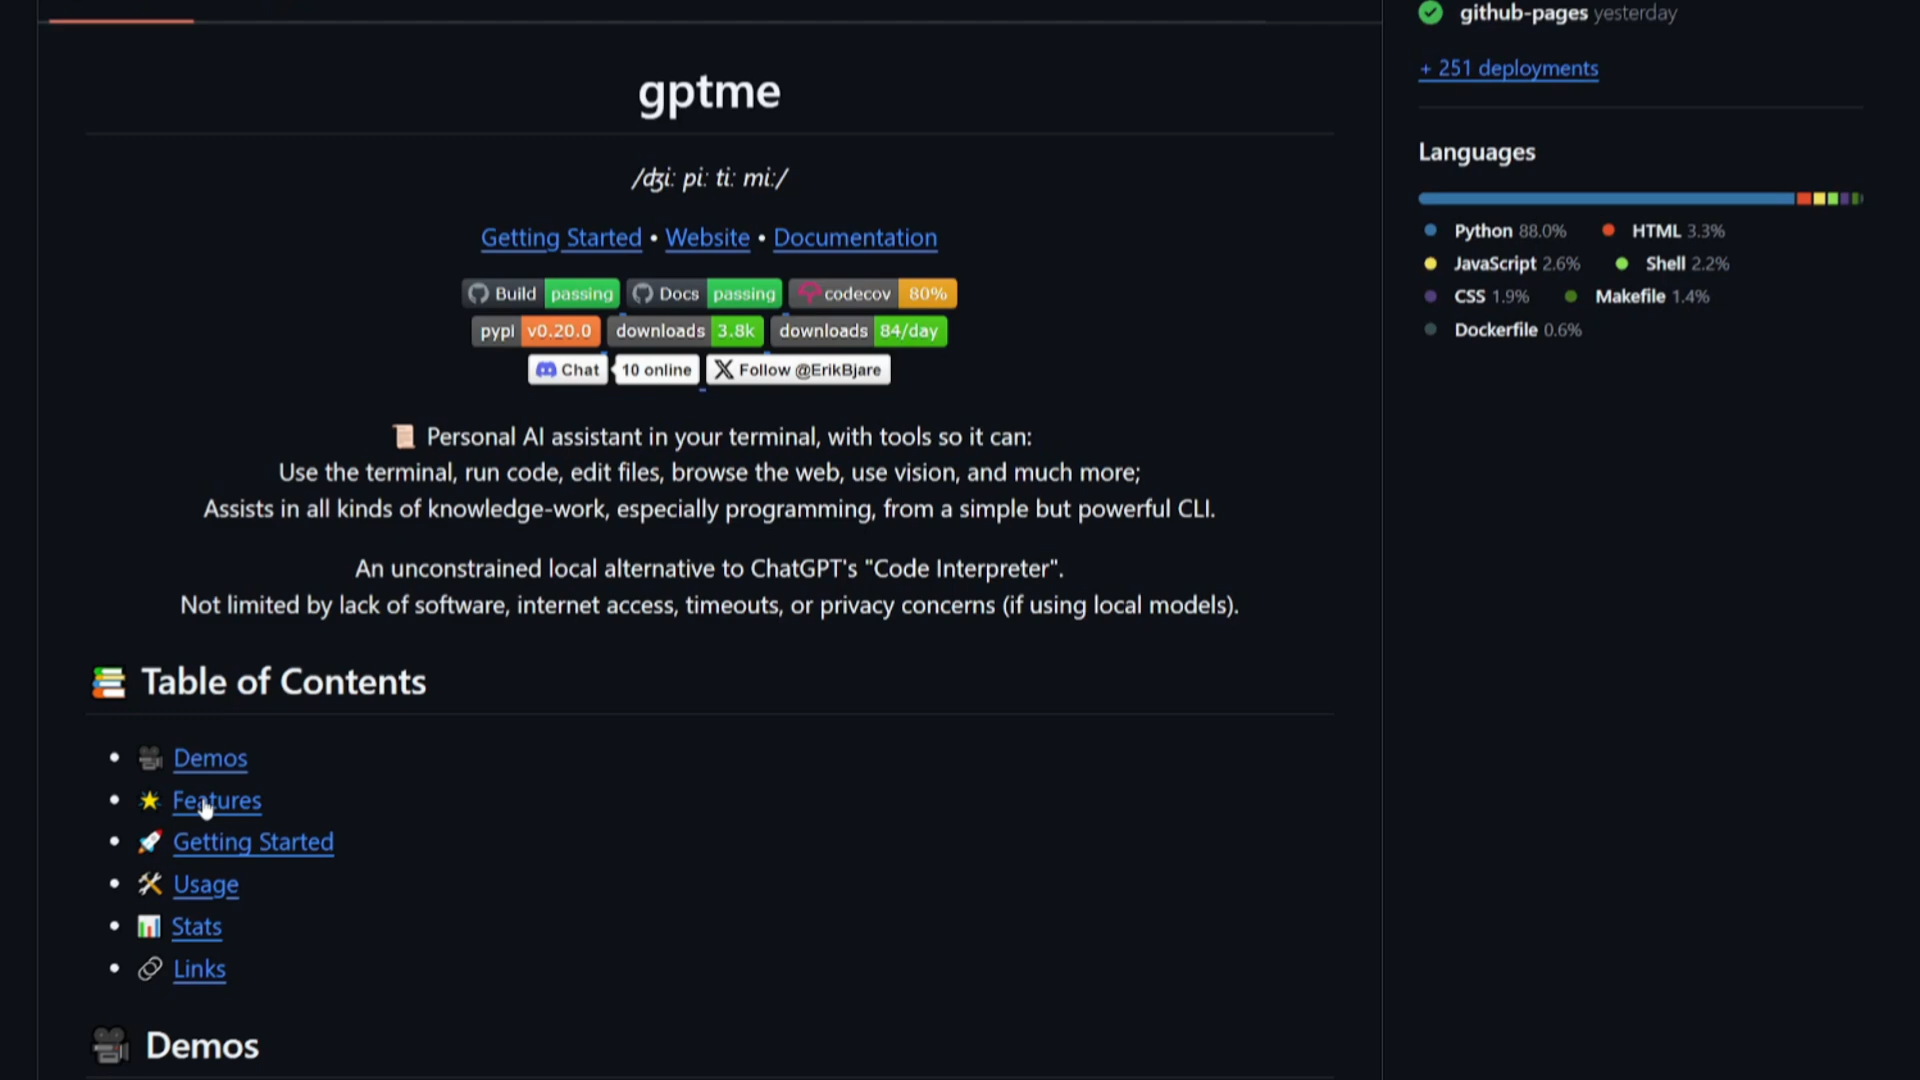 gptme
/ʤiː piː tiː miː/
Getting Started • Website • Documentation
Build passing Docs passing codecov 80%
pypi v0.20.0 downloads 3.8k downloads 84/day
Chat 10 online Follow @ErikBjare
📜 Personal AI assistant in your terminal, with tools so it can:
Use the terminal, run code, edit files, browse the web, use vision, and much more;
Assists in all kinds of knowledge-work, especially programming, from a simple but powerful CLI.
An unconstrained local alternative to ChatGPT's "Code Interpreter".
Not limited by lack of software, internet access, timeouts, or privacy concerns (if using local models).
📚 Table of Contents
• 🎥 Demos
• 🌟 Features
• 🚀 Getting Started
• 🛠 Usage
• 📊 Stats
• 🔗 Links
🎥 Demos
github-pages yesterday
+ 251 deployments
Languages
Python 88.0% HTML 3.3%
JavaScript 2.6% Shell 2.2%
CSS 1.9% Makefile 1.4%
Dockerfile 0.6%